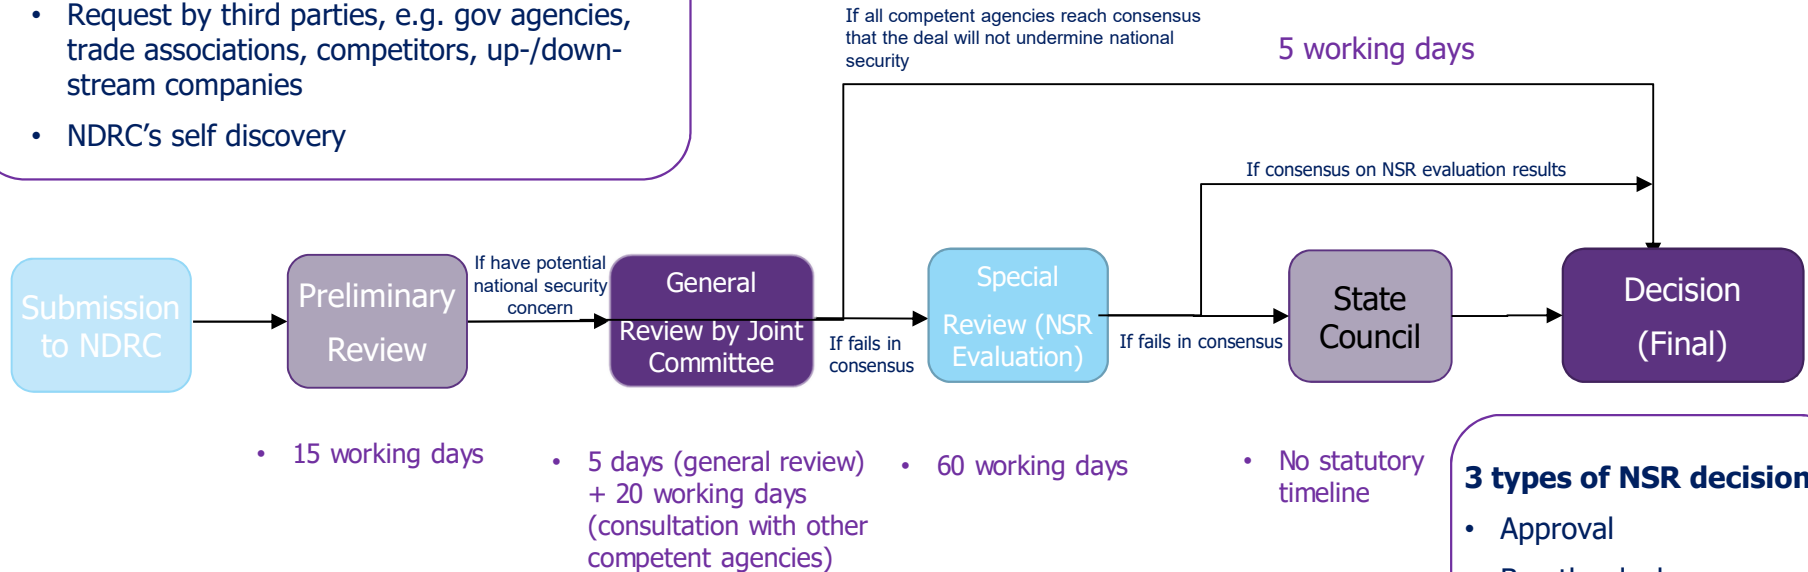 • Request by third parties, e.g. gov agencies,
trade associations, competitors, up-/down-
stream companies
• NDRC’s self discovery
If all competent agencies reach consensus
that the deal will not undermine national
security
5 working days
If consensus on NSR evaluation results
Submission
to NDRC
Preliminary
Review
If have potential
national security
concern
General
Review by Joint
Committee
If fails in
consensus
Special
Review (NSR
Evaluation)
If fails in consensus
State
Council
Decision
(Final)
• 15 working days
• 5 days (general review)
+ 20 working days
(consultation with other
competent agencies)
• 60 working days
• No statutory
timeline
3 types of NSR decision
• Approval